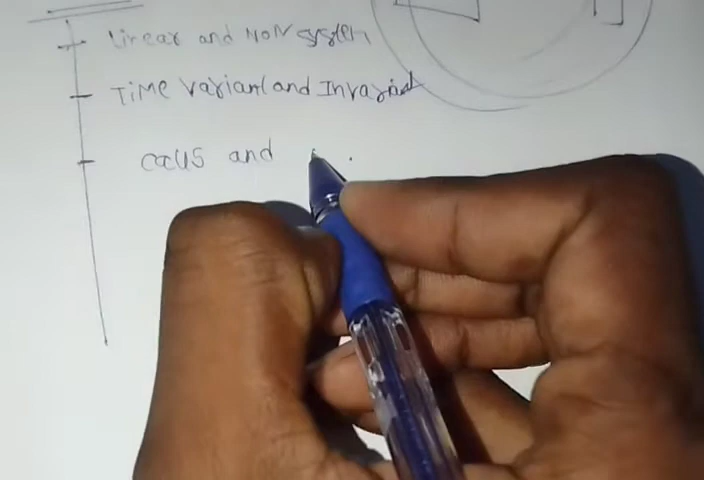 Linear and NON system
TiME variant and Invariant
caus and